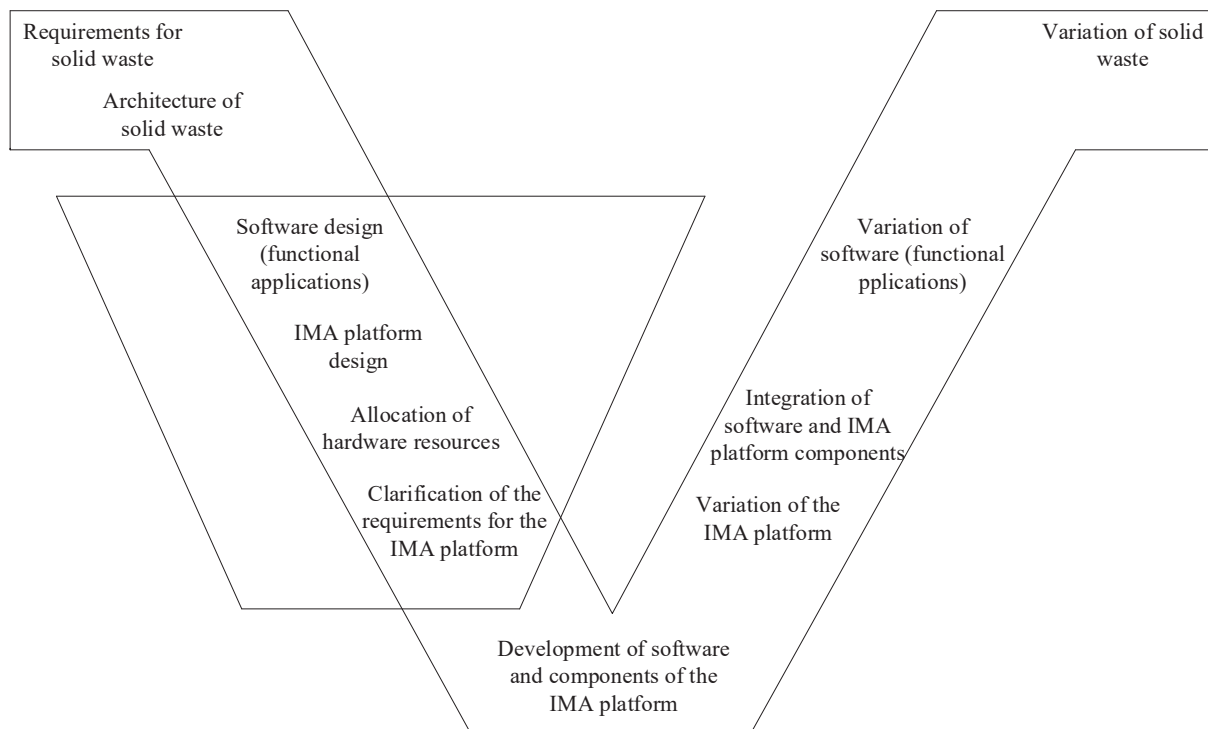 Requirements for
solid waste
Architecture of
solid waste
Software design
(functional
applications)
IMA platform
design
Allocation of
hardware resources
Clarification of the
requirements for the
IMA platform
Development of software
and components of the
IMA platform
Variation of the
IMA platform
Integration of
software and IMA
platform components
Variation of
software (functional
pplications)
Variation of solid
waste